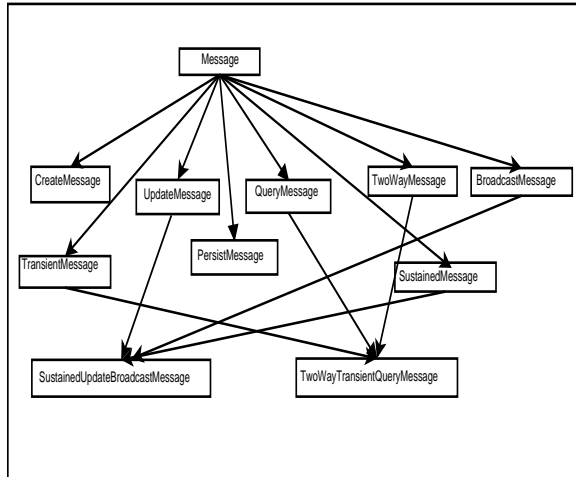 Message
CreateMessage
UpdateMessage
QueryMessage
TwoWayMessage
BroadcastMessage
TransientMessage
PersistMessage
SustainedMessage
SustainedUpdateBroadcastMessage
TwoWayTransientQueryMessage